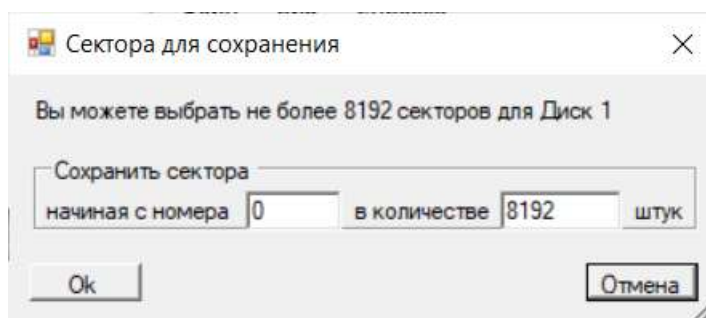 Сектора для сохранения
Вы можете выбрать не более 8192 секторов для Диск 1
Сохранить сектора
начиная с номера 0 в количестве 8192 штук
Ok Отмена